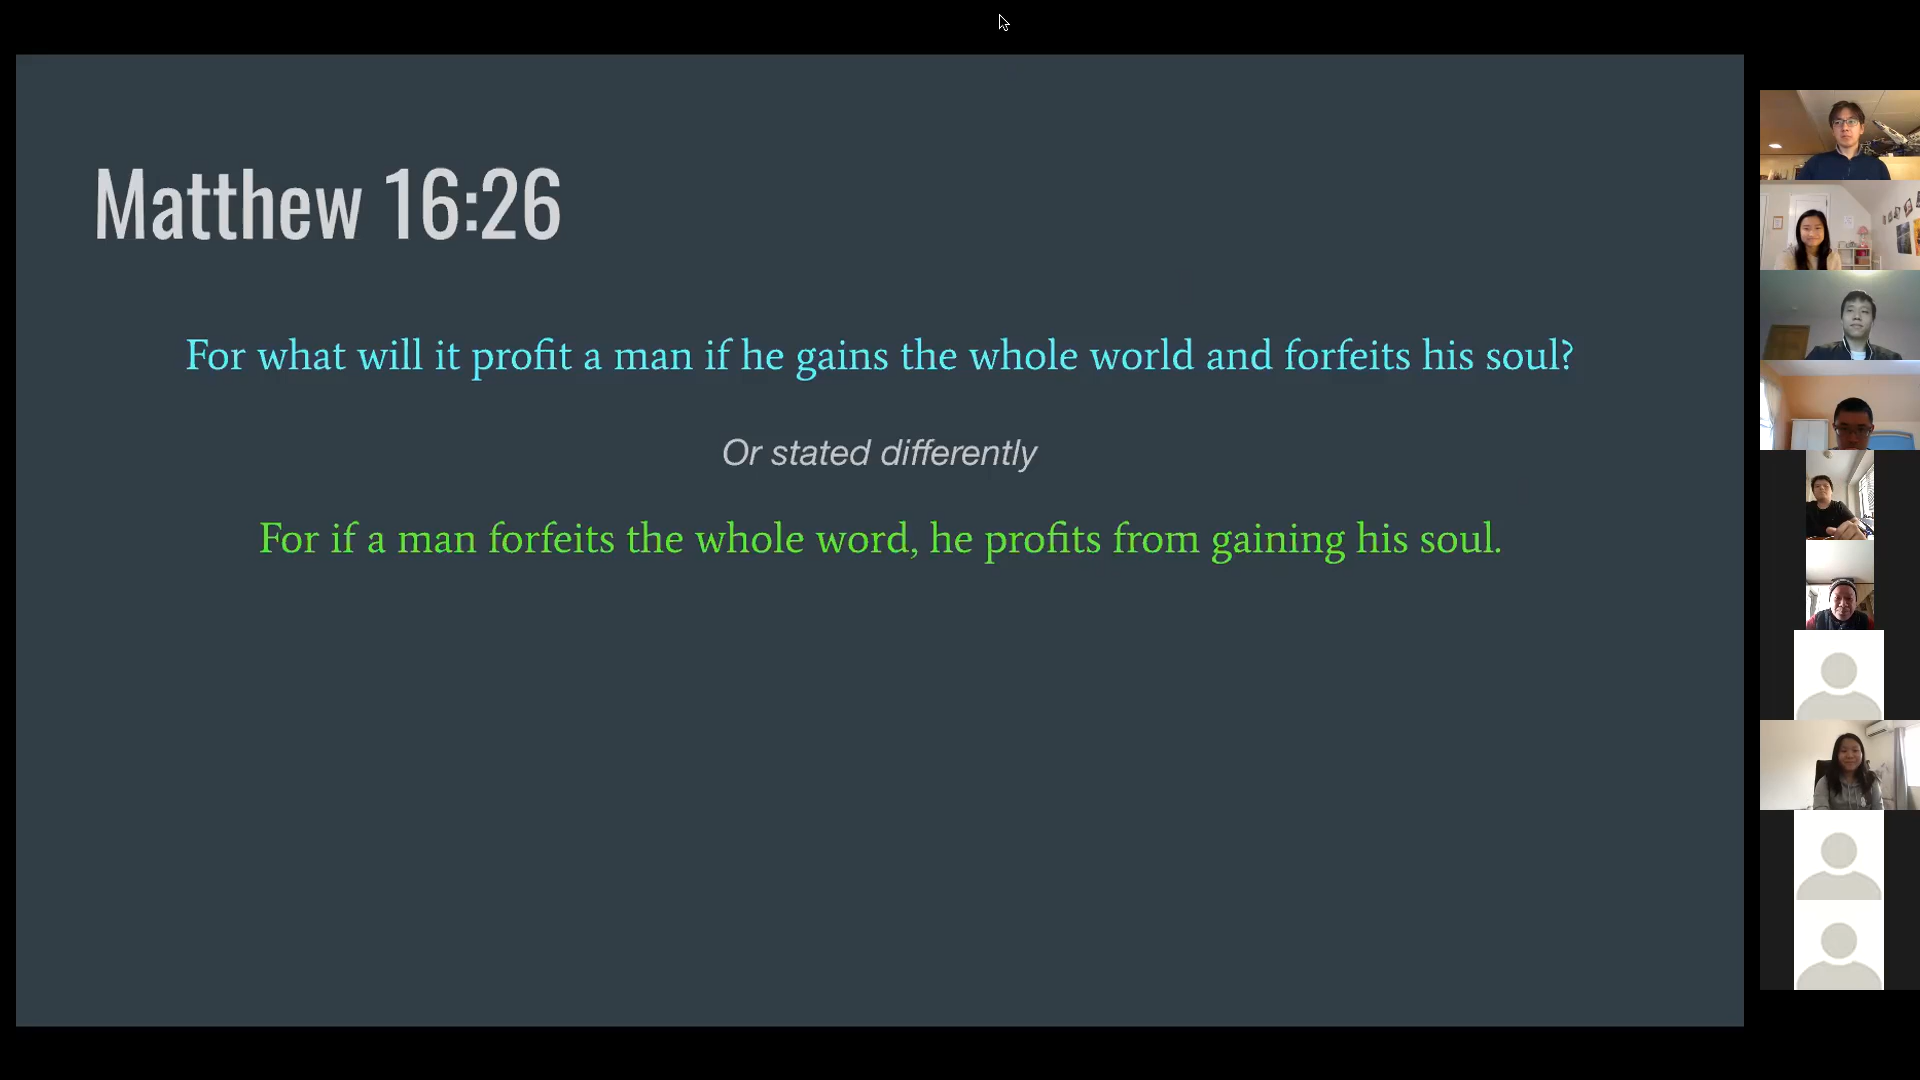 Matthew 16:26
For what will it profit a man if he gains the whole world and forfeits his soul?
Or stated differently
For if a man forfeits the whole word, he profits from gaining his soul.